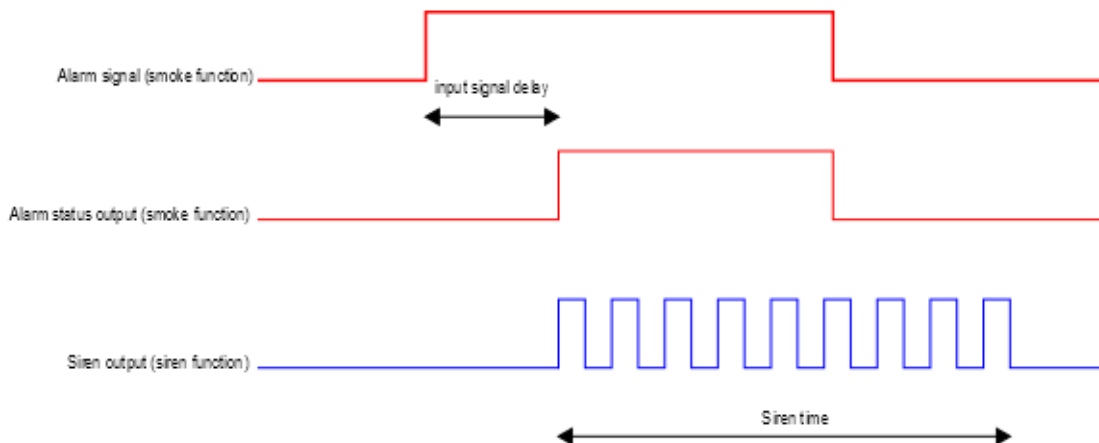 Alarm signal (smoke function)
input signal delay
Alarm status output (smoke function)
Siren output (siren function)
Siren time